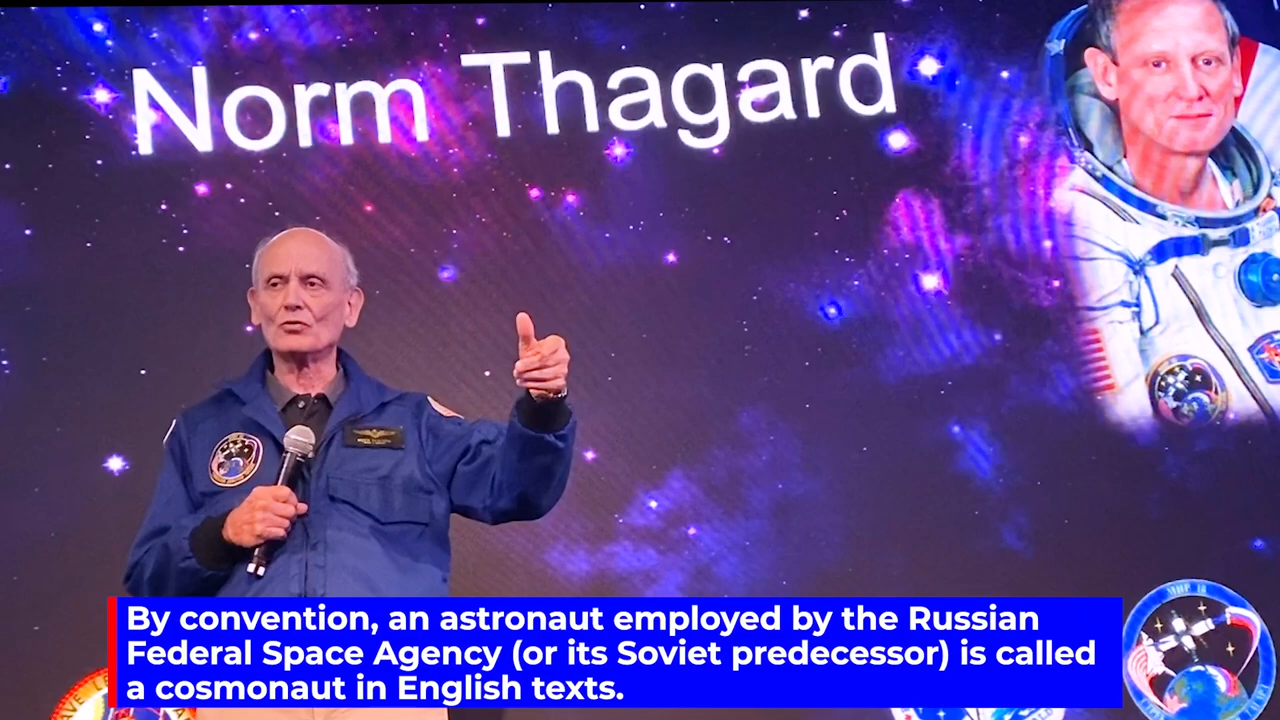 Norm Thagard
By convention, an astronaut employed by the Russian
Federal Space Agency (or its Soviet predecessor) is called
a cosmonaut in English texts.